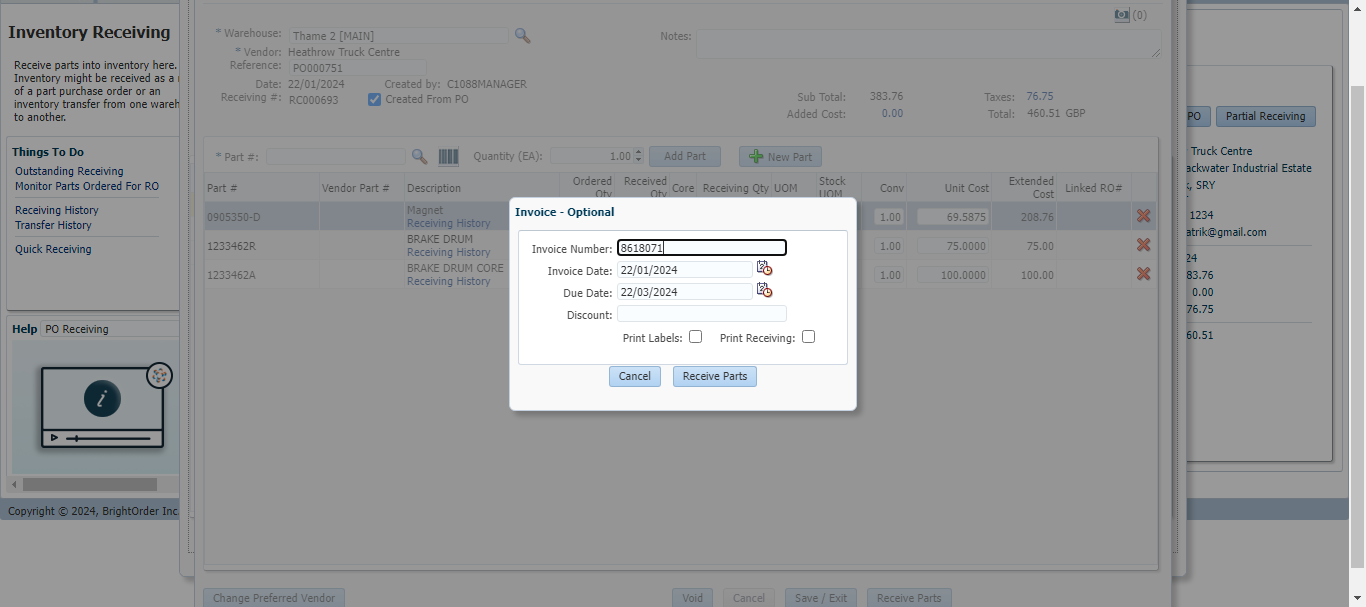 Inventory Receiving
Receive parts into inventory here.
Inventory might be received as a
of a part purchase order or an
inventory transfer from one wareh
to another.
Things To Do
Outstanding Receiving
Monitor Parts Ordered For RO
Receiving History
Transfer History
Quick Receiving
Help PO Receiving
Copyright © 2024, BrightOrder Inc.
(0)
* Warehouse: Thame 2 [MAIN]
Notes:
* Vendor: Heathrow Truck Centre
Reference: PO000751
Date: 22/01/2024 Created by: C1088MANAGER
Receiving #: RC000693 Created From PO
Sub Total: 383.76 Taxes: 76.75
Added Cost: 0.00 Total: 460.51 GBP
* Part #: Quantity (EA): 1.00 Add Part New Part
Part # Vendor Part # Description Ordered Qty Received Qty Core Receiving Qty UOM Stock UOM Conv Unit Cost Extended Cost Linked RO#
0905350-D Magnet 1.00 69.5875 208.76
Receiving History
1233462R BRAKE DRUM 1.00 75.0000 75.00
Receiving History
1233462A BRAKE DRUM CORE 1.00 100.0000 100.00
Receiving History
Invoice - Optional
Invoice Number: 8618071
Invoice Date: 22/01/2024
Due Date: 22/03/2024
Discount:
Print Labels: Print Receiving:
Cancel Receive Parts
Change Preferred Vendor Void Cancel Save / Exit Receive Parts
PO Partial Receiving
Truck Centre
ackwater Industrial Estate
, SRY
1234
atrik@gmail.com
24
83.76
0.00
76.75
60.51